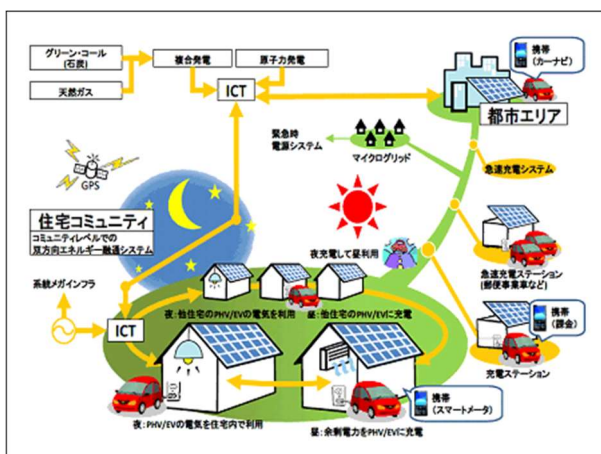 グリーン・コール
(石炭)
天然ガス
複合発電
原子力発電
ICT
携帯
(カーナビ)
都市エリア
緊急時
電源システム
マイクログリッド
急速充電システム
GPS
住宅コミュニティ
コミュニティレベルでの
双方向エネルギー融通システム
夜充電して昼利用
急速充電ステーション
(郵便事業車など)
系統メガインフラ
ICT
夜:他住宅のPHV/EVの電気を利用
昼:他住宅のPHV/EVに充電
携帯
(課金)
充電ステーション
携帯
(スマートメータ)
夜:PHV/EVの電気を住宅内で利用
昼:余剰電力をPHV/EVに充電